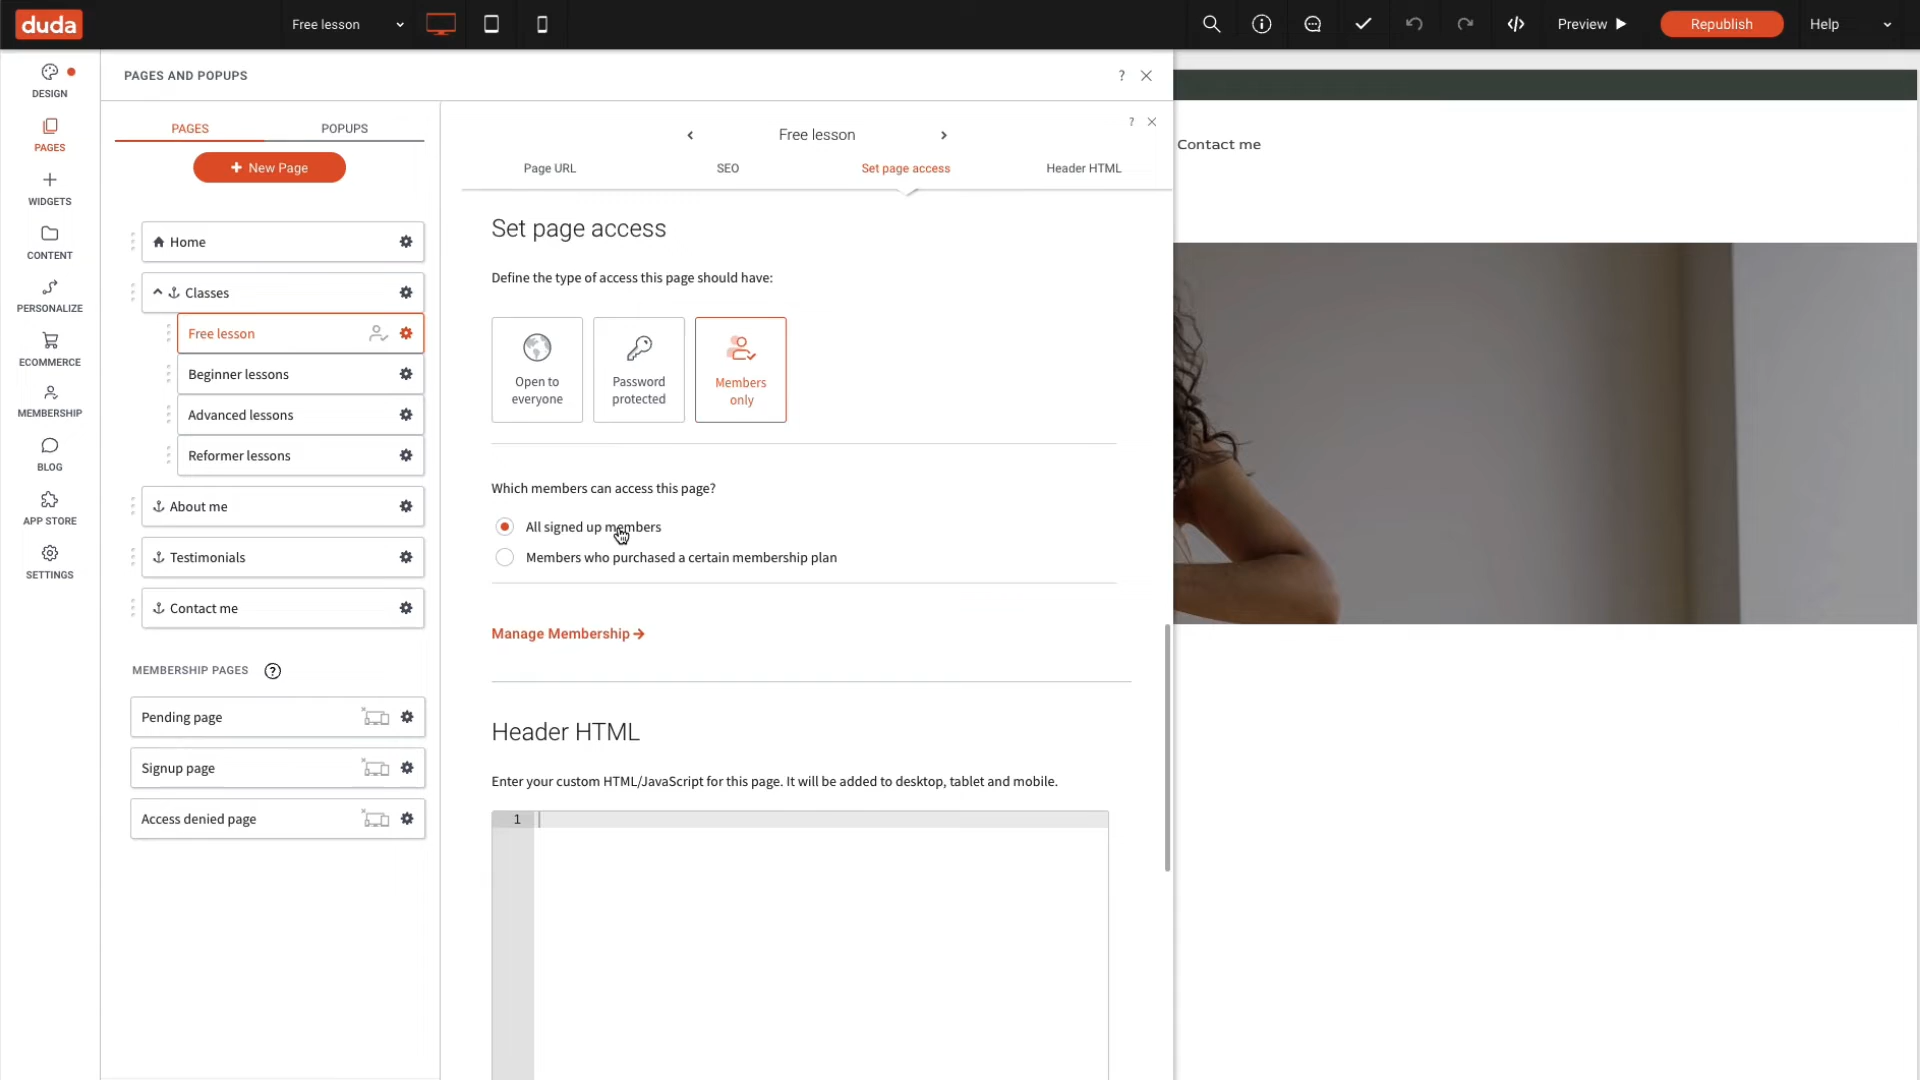 duda
Free lesson
Preview
Republish
Help
DESIGN
PAGES
WIDGETS
CONTENT
PERSONALIZE
ECOMMERCE
MEMBERSHIP
BLOG
APP STORE
SETTINGS
PAGES AND POPUPS
?
PAGES
POPUPS
+ New Page
Home
Classes
Free lesson
Beginner lessons
Advanced lessons
Reformer lessons
About me
Testimonials
Contact me
MEMBERSHIP PAGES ?
Pending page
Signup page
Access denied page
?
Free lesson
Page URL
SEO
Set page access
Header HTML
Set page access
Define the type of access this page should have:
Open to
everyone
Password
protected
Members
only
Which members can access this page?
All signed up members
Members who purchased a certain membership plan
Manage Membership →
Header HTML
Enter your custom HTML/JavaScript for this page. It will be added to desktop, tablet and mobile.
1
Contact me